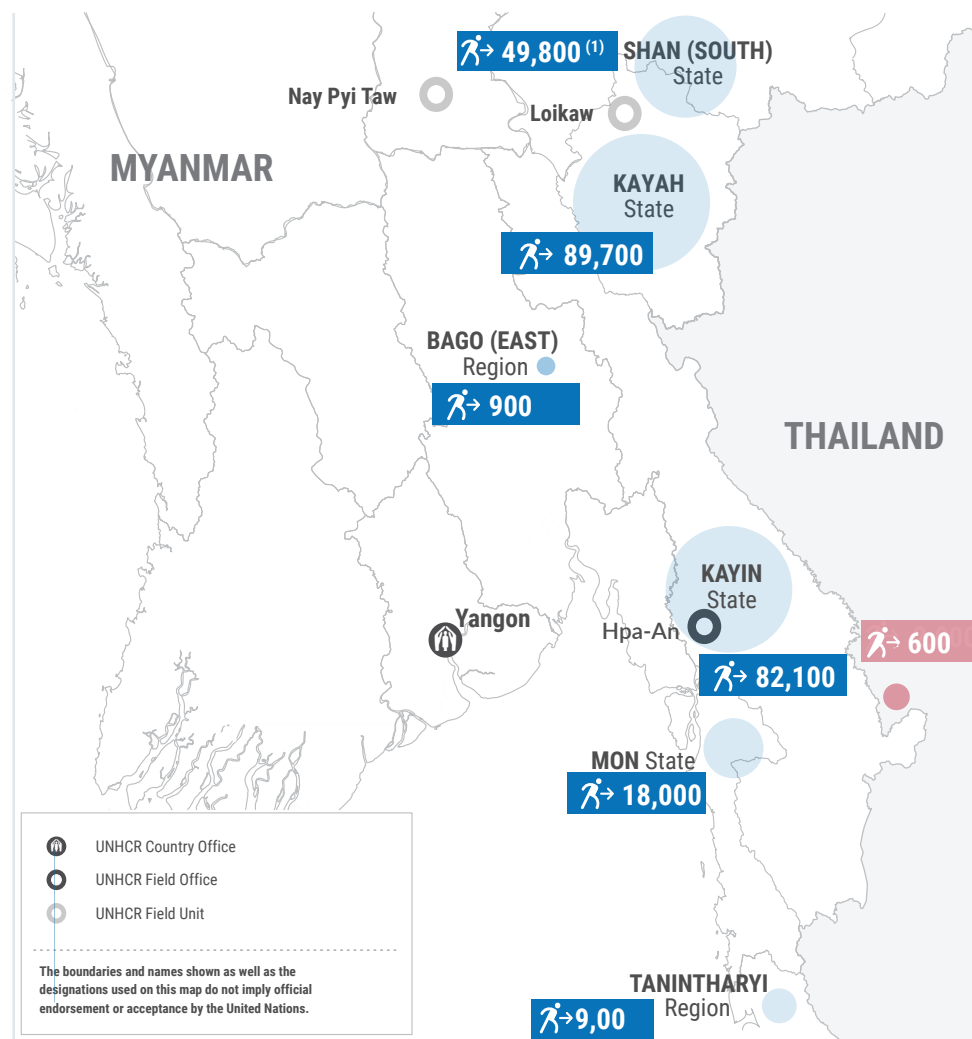 49,800 (1)
SHAN (SOUTH)
State
Nay Pyi Taw
Loikaw
MYANMAR
KAYAH
State
89,700
BAGO (EAST)
Region
900
THAILAND
KAYIN
State
Yangon
Hpa-An
600
82,100
MON State
18,000
UNHCR Country Office
UNHCR Field Office
UNHCR Field Unit
The boundaries and names shown as well as the
designations used on this map do not imply official
endorsement or acceptance by the United Nations.
TANINTHARYI
Region
9,00